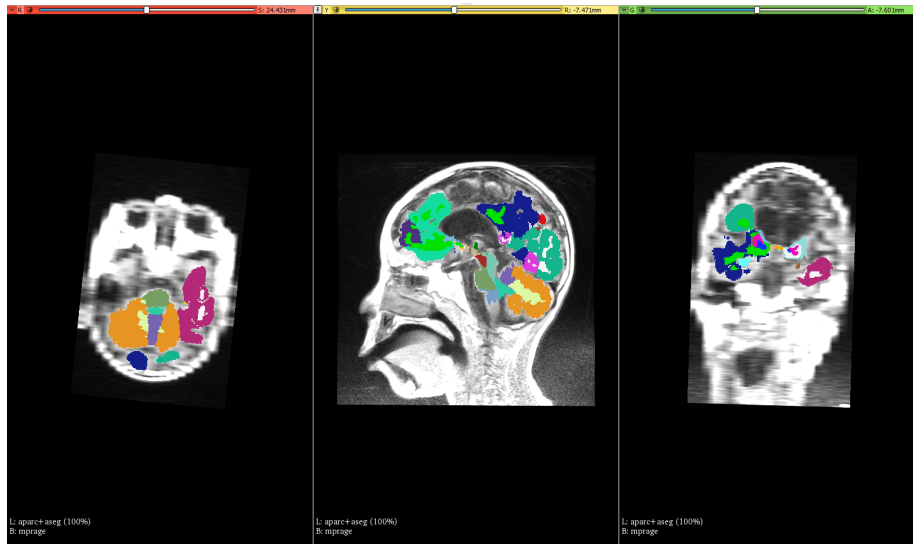 R
S: 24.431mm
Y
R: -7.471mm
G
A: -7.601mm
L: aparc+aseg (100%)
B: mprage
L: aparc+aseg (100%)
B: mprage
L: aparc+aseg (100%)
B: mprage